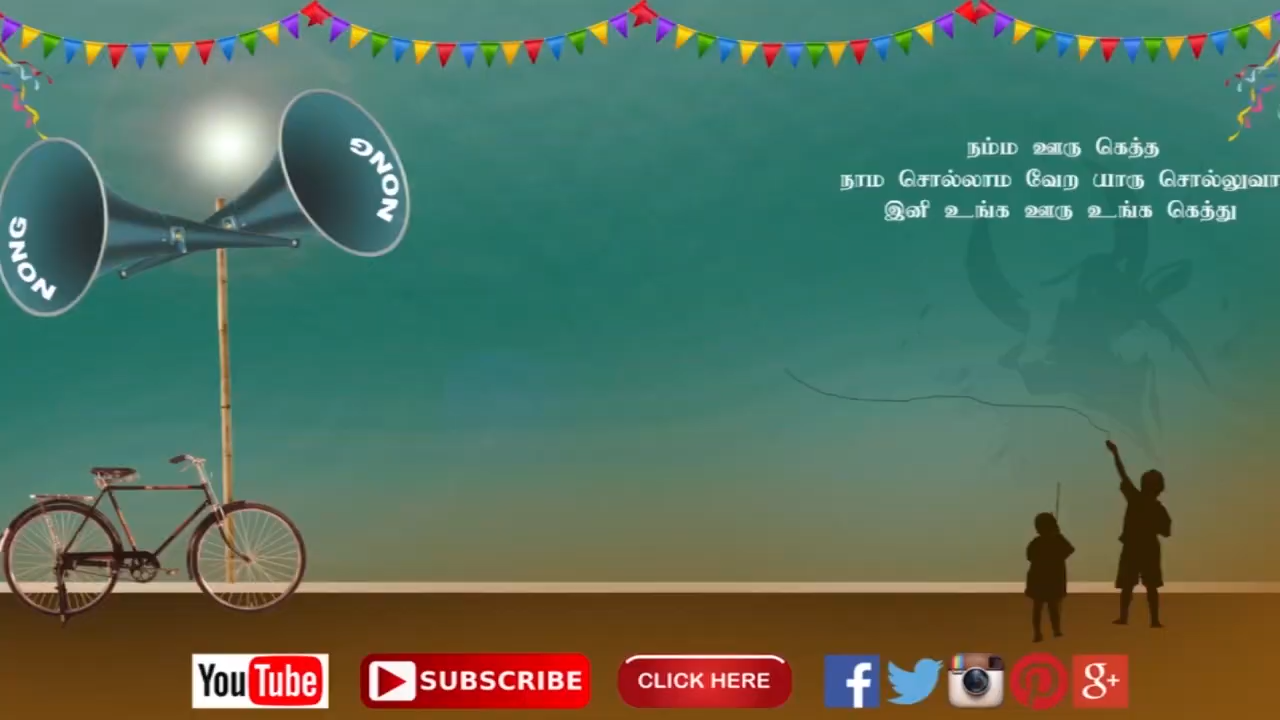 NONG
NONG
நம்ம ஊரு கெத்த
நாம சொல்லாம வேற யாரு சொல்லுவா
இனி உங்க ஊரு உங்க கெத்து
YouTube
SUBSCRIBE
CLICK HERE